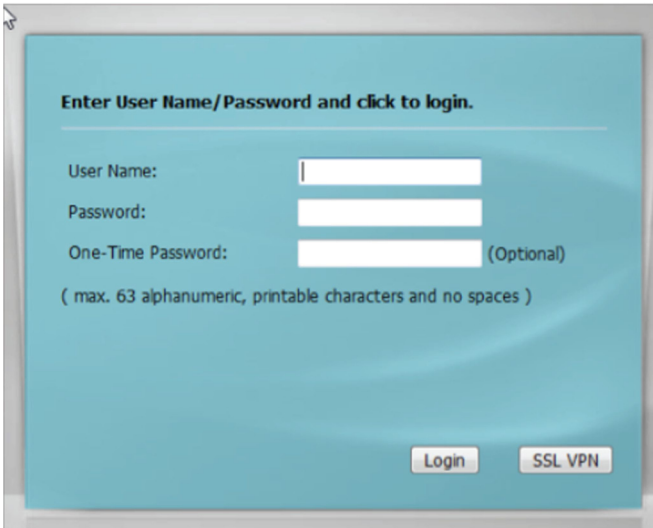 Enter User Name/Password and click to login.
User Name:
Password:
One-Time Password: (Optional)
( max. 63 alphanumeric, printable characters and no spaces )
Login SSL VPN